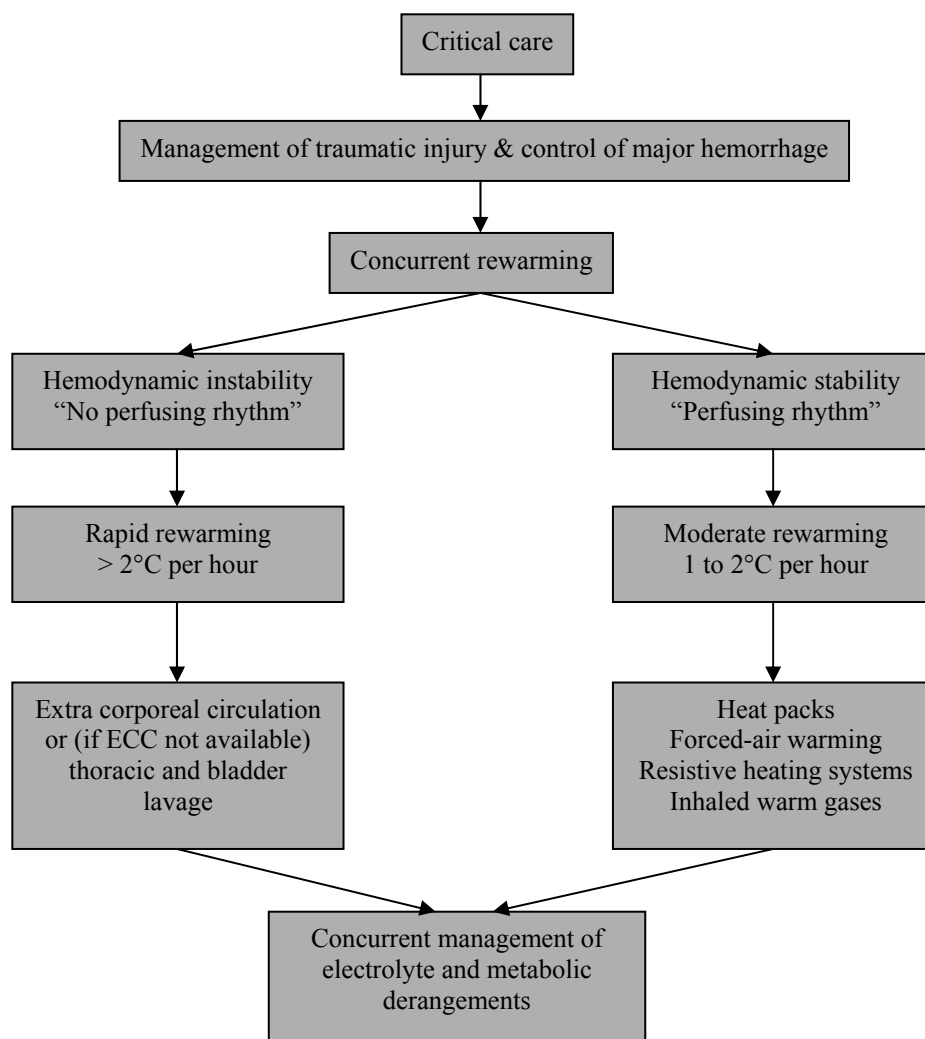 Critical care
Management of traumatic injury & control of major hemorrhage
Concurrent rewarming
Hemodynamic instability
“No perfusing rhythm”
Hemodynamic stability
“Perfusing rhythm”
Rapid rewarming
> 2°C per hour
Moderate rewarming
1 to 2°C per hour
Extra corporeal circulation
or (if ECC not available)
thoracic and bladder
lavage
Heat packs
Forced-air warming
Resistive heating systems
Inhaled warm gases
Concurrent management of
electrolyte and metabolic
derangements